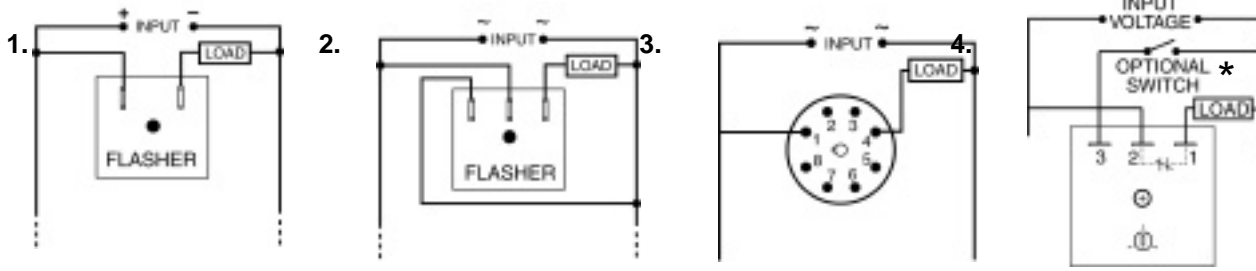 1.
+ INPUT −
LOAD
FLASHER
2.
~ INPUT ~
LOAD
FLASHER
3.
~ INPUT ~
LOAD
1 2 3 4
8 7 6 5
4.
INPUT
VOLTAGE
OPTIONAL *
SWITCH
LOAD
3 2 1